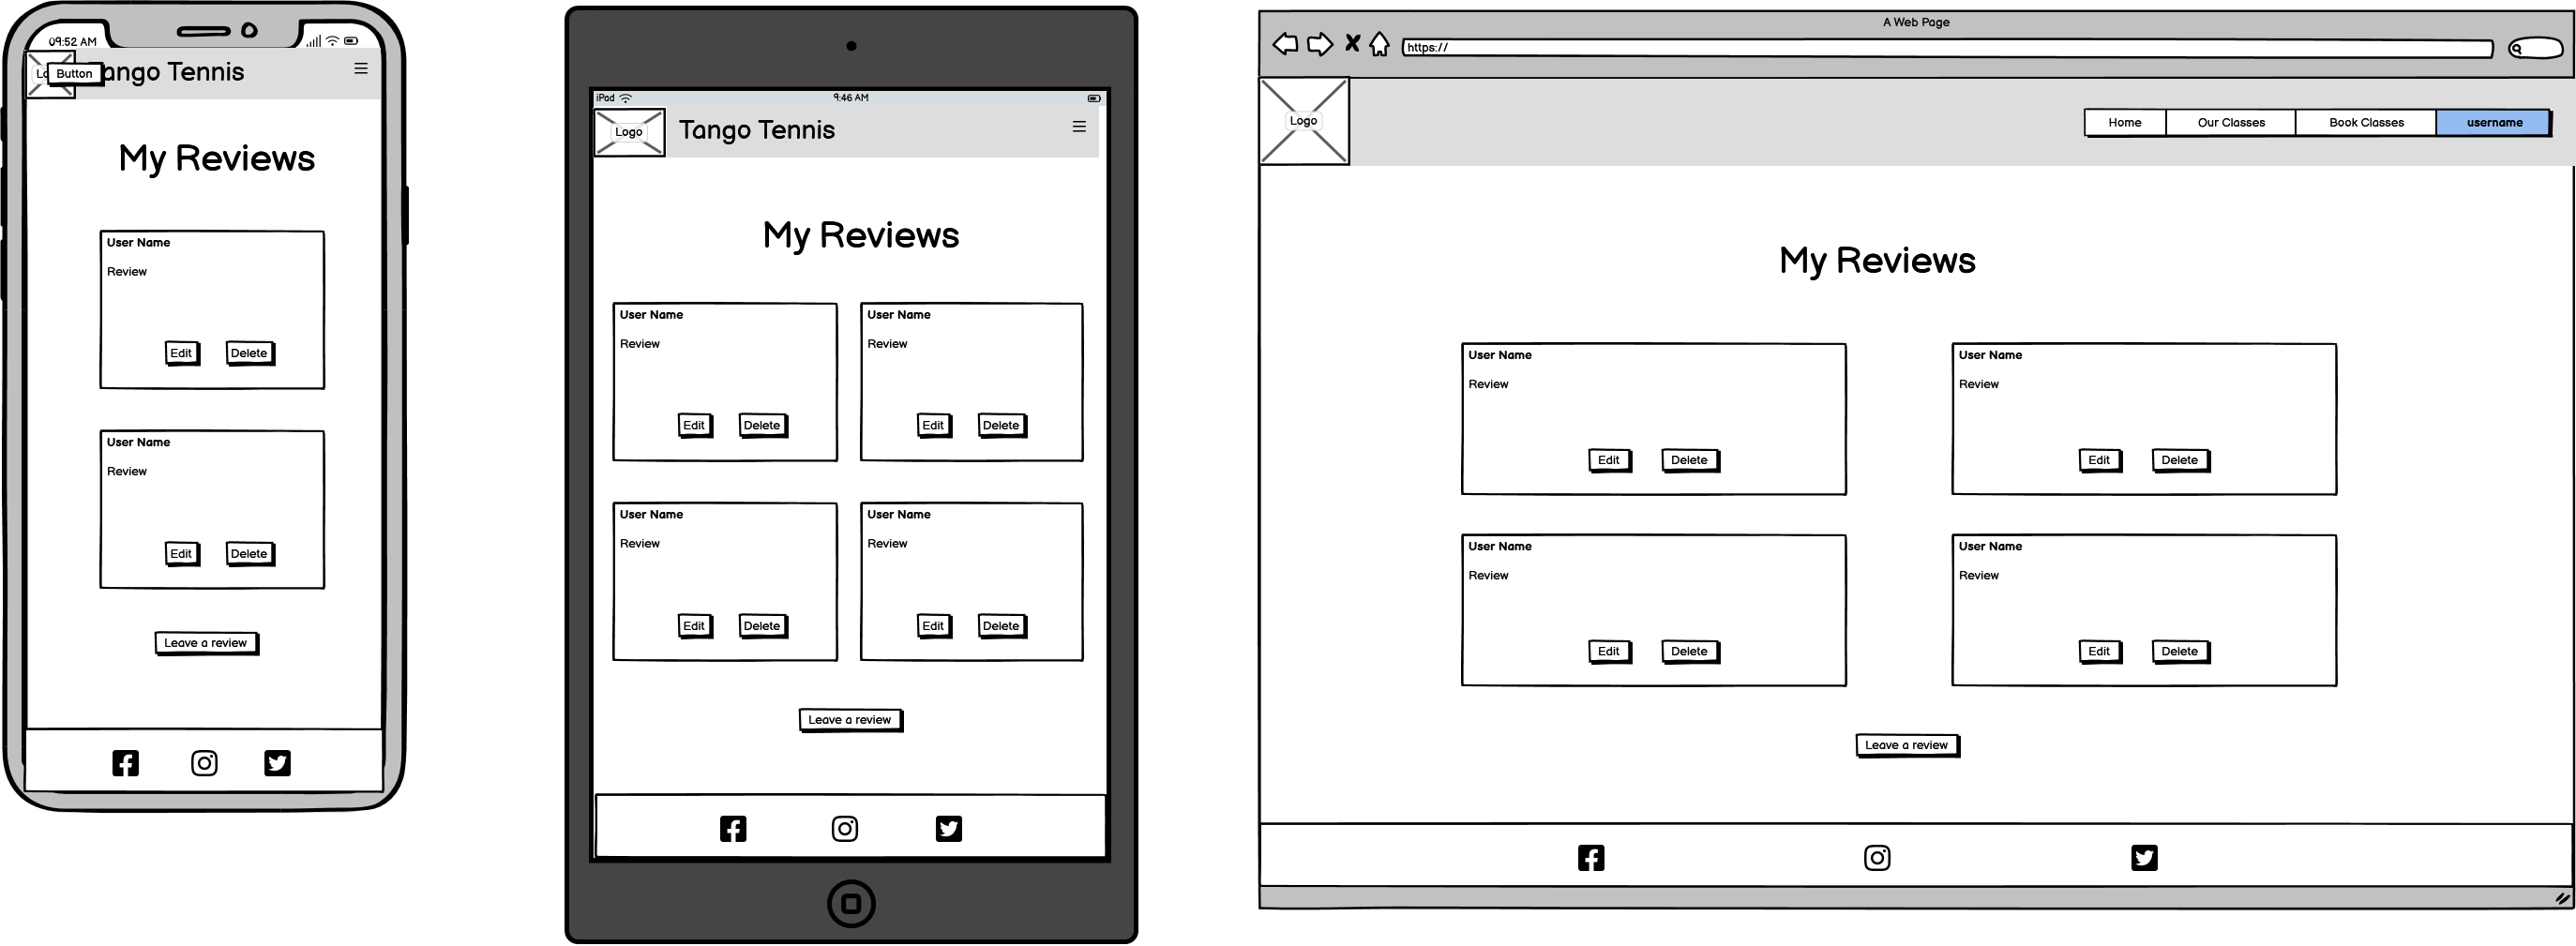 09:52 AM
Lo
Button
Tango Tennis
My Reviews
User Name
Review
Edit Delete
User Name
Review
Edit Delete
Leave a review
iPad 9:46 AM
Logo
Tango Tennis
My Reviews
User Name User Name
Review Review
Edit Delete Edit Delete
User Name User Name
Review Review
Edit Delete Edit Delete
Leave a review
A Web Page
https://
Logo
Home Our Classes Book Classes username
My Reviews
User Name User Name
Review Review
Edit Delete Edit Delete
User Name User Name
Review Review
Edit Delete Edit Delete
Leave a review